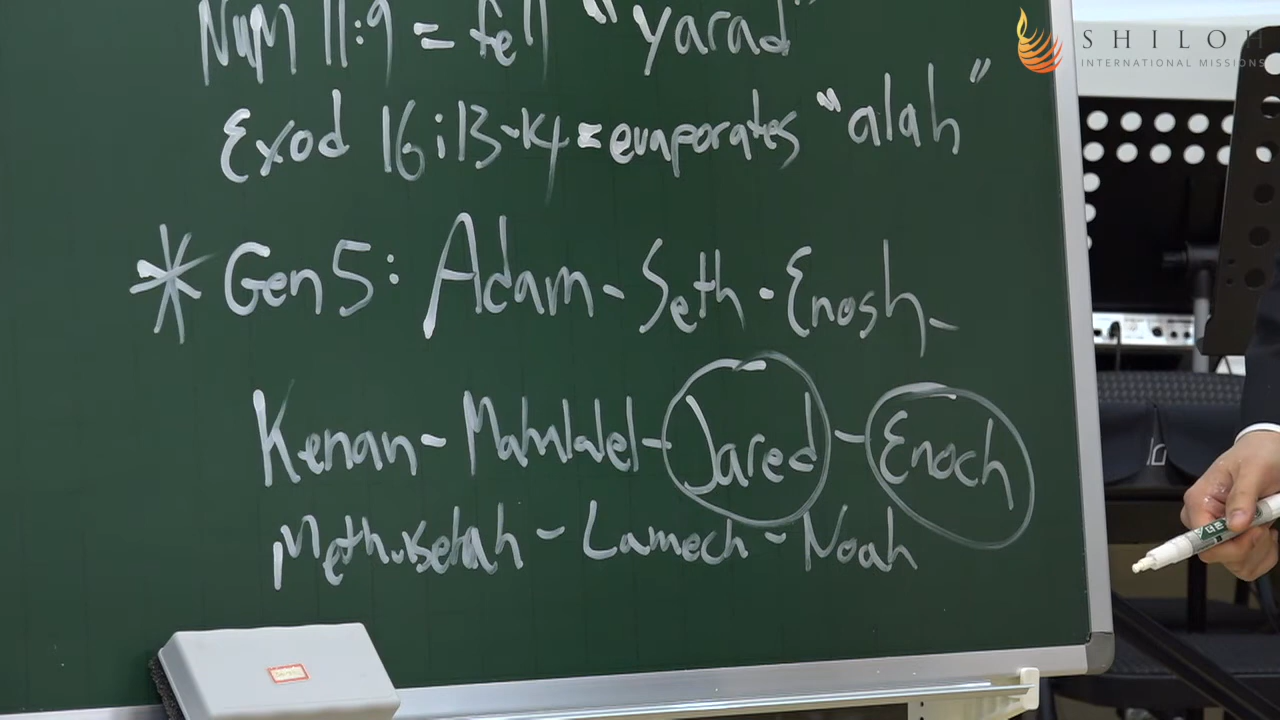 Num 11:9 = fell "yarad"
Exod 16:13-14 = evaporates "alah"
* Gen 5: Adam - Seth - Enosh -
Kenan - Mahalalel - Jared - Enoch
Methuselah - Lamech - Noah
SHILOH
INTERNATIONAL MISSIONS